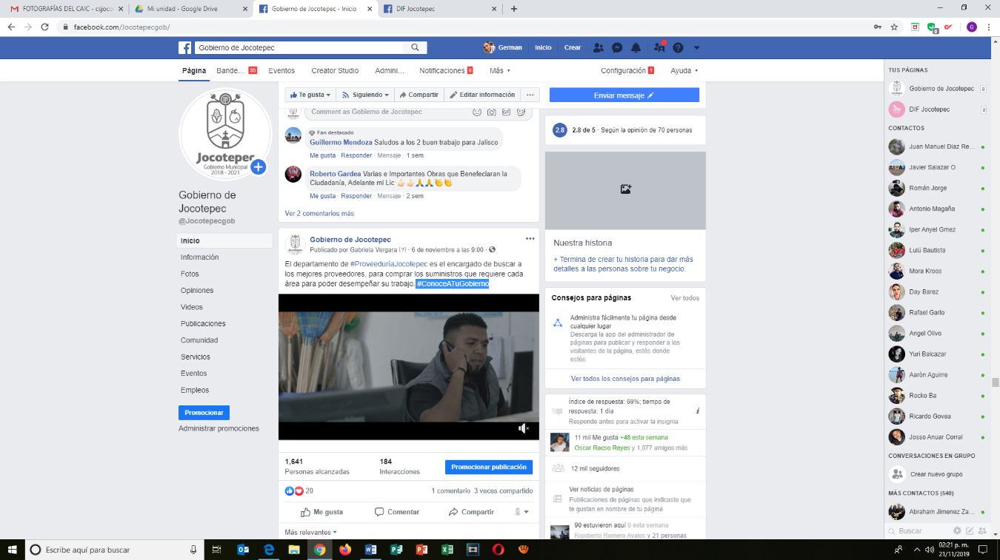 FOTOGRAFÍAS DEL CAIC - csjoco
Mi unidad - Google Drive
Gobierno de Jocotepec - Inicio
DIF Jocotepec
facebook.com/Jocotepecgob/
Gobierno de Jocotepec
German
Inicio
Crear
Página
Bande... 35
Eventos
Creator Studio
Admini...
Notificaciones 8
Más
Configuración 1
Ayuda
Jocotepec
Gobierno Municipal
2018 - 2021
Gobierno de
Jocotepec
@Jocotepecgob
Inicio
Información
Fotos
Opiniones
Videos
Publicaciones
Comunidad
Servicios
Eventos
Empleos
Promocionar
Administrar promociones
Te gusta
Siguiendo
Compartir
Editar información
Comment as Gobierno de Jocotepec
Fan destacado
Guillermo Mendoza Saludos a los 2 buen trabajo para Jalisco
Me gusta · Responder · Mensaje · 1 sem
Roberto Gardea Varias e Importantes Obras que Benefeciaran la
Ciudadanía, Adelante mi Lic 👆🏻👆🏻🙏🙏👏👏
Me gusta · Responder · Mensaje · 2 sem
Ver 2 comentarios más
Gobierno de Jocotepec
Publicado por Gabriela Vergara [?] · 6 de noviembre a las 9:00 ·
El departamento de #ProveeduríaJocotepec es el encargado de buscar a
los mejores proveedores, para comprar los suministros que requiere cada
área para poder desempeñar su trabajo. #ConoceATuGobierno
1,641
Personas alcanzadas
184
Interacciones
Promocionar publicación
20
1 comentario 3 veces compartido
Me gusta
Comentar
Compartir
Más relevantes
Enviar mensaje
2.8
2.8 de 5 · Según la opinión de 70 personas
Nuestra historia
+ Termina de crear tu historia para dar más
detalles a las personas sobre tu negocio.
Consejos para páginas
Ver todos
Administra fácilmente tu página desde
cualquier lugar
Descarga la app del administrador de
páginas para publicar y responder a los
visitantes de la página, estés donde
estés.
Ver todos los consejos para páginas
Índice de respuesta: 69%; tiempo de
respuesta: 1 día
Responde antes para activar la insignia
11 mil Me gusta +48 esta semana
Oscar Racso Reyes y 1,077 amigos más
12 mil seguidores
Ver noticias de páginas
Publicaciones de páginas que indicaste que
te gustan en nombre de tu página
90 estuvieron aquí 0 esta semana
Rigoberto Romero Avalos y 21 personas
TUS PÁGINAS
Gobierno de Jocotepec 8
DIF Jocotepec 9
CONTACTOS
Juan Manuel Diaz Re...
Javier Salazar O
Román Jorge
Antonio Magaña
Iper Anyel Gmez
Lulú Bautista
Mora Kroos
Day Barez
Rafael Garlo
Angel Olivo
Yuri Balcazar
Aarón Aguirre
Rocko Ba
Ricardo Govea
Josso Anuar Corral
CONVERSACIONES EN GRUPO
Crear nuevo grupo
MÁS CONTACTOS (540)
Abraham Jimenez Za...
Buscar
Escribe aquí para buscar
02:21 p. m.
21/11/2019